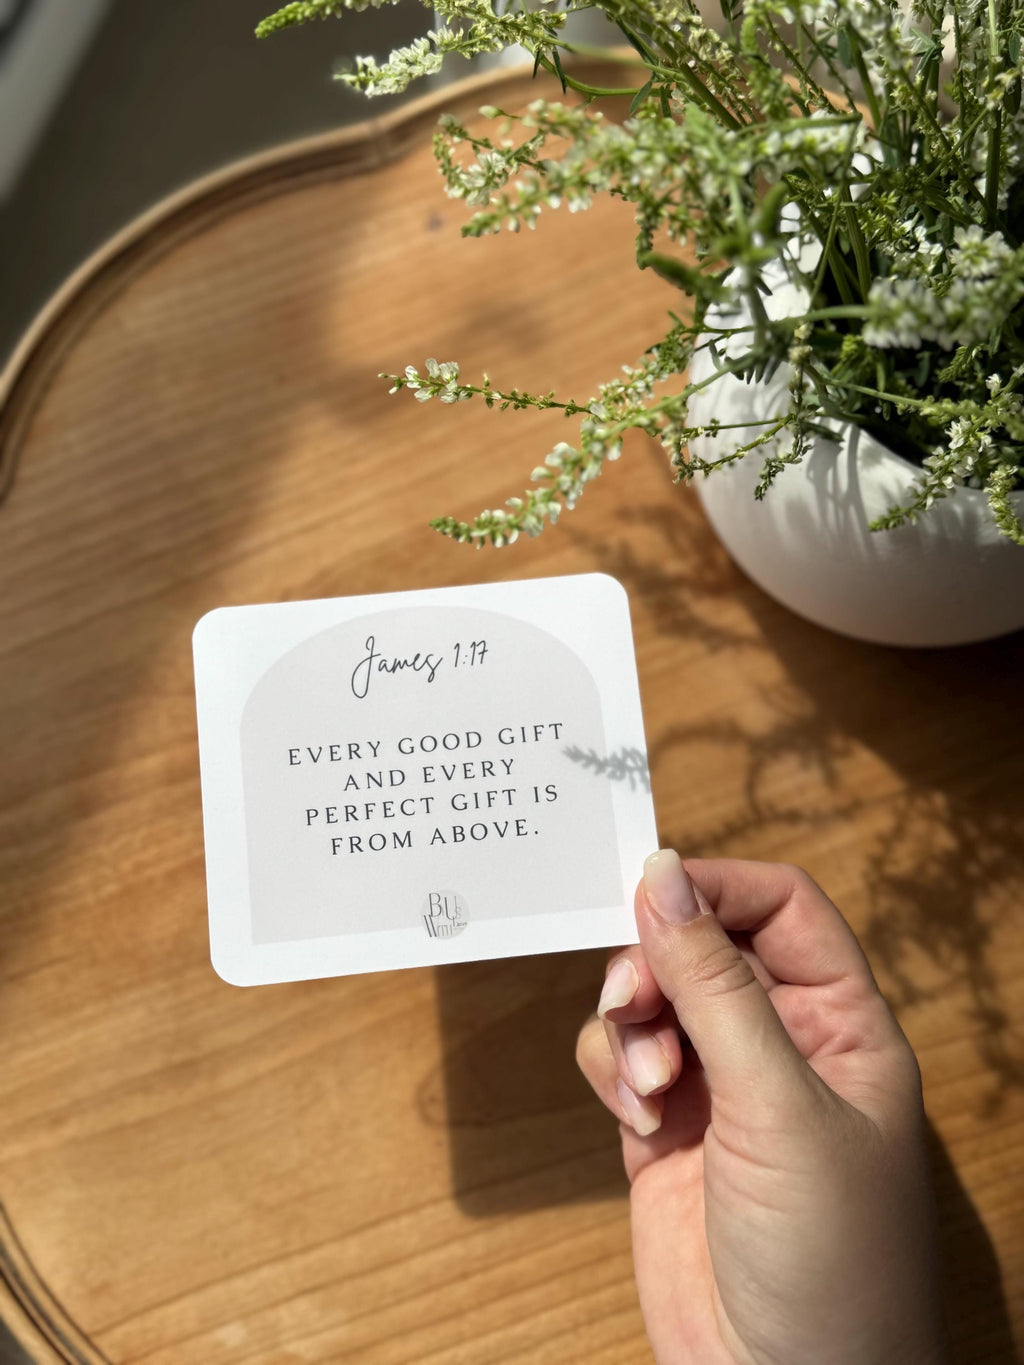 James 1:17
EVERY GOOD GIFT
AND EVERY
PERFECT GIFT IS
FROM ABOVE.